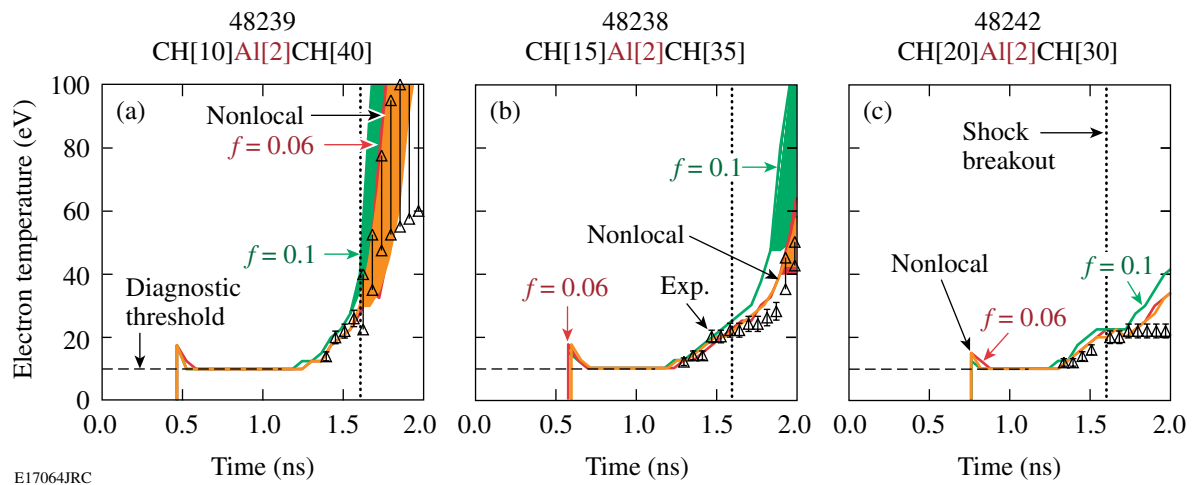 48239
CH[10]Al[2]CH[40]
48238
CH[15]Al[2]CH[35]
48242
CH[20]Al[2]CH[30]
Electron temperature (eV)
100
80
60
40
20
0
(a)
Nonlocal
f = 0.06
f = 0.1
Diagnostic
threshold
0.0 0.5 1.0 1.5 2.0
Time (ns)
(b)
f = 0.1
Nonlocal
f = 0.06
Exp.
0.0 0.5 1.0 1.5 2.0
Time (ns)
(c)
Shock
breakout
Nonlocal
f = 0.1
f = 0.06
0.0 0.5 1.0 1.5 2.0
Time (ns)
E17064JRC